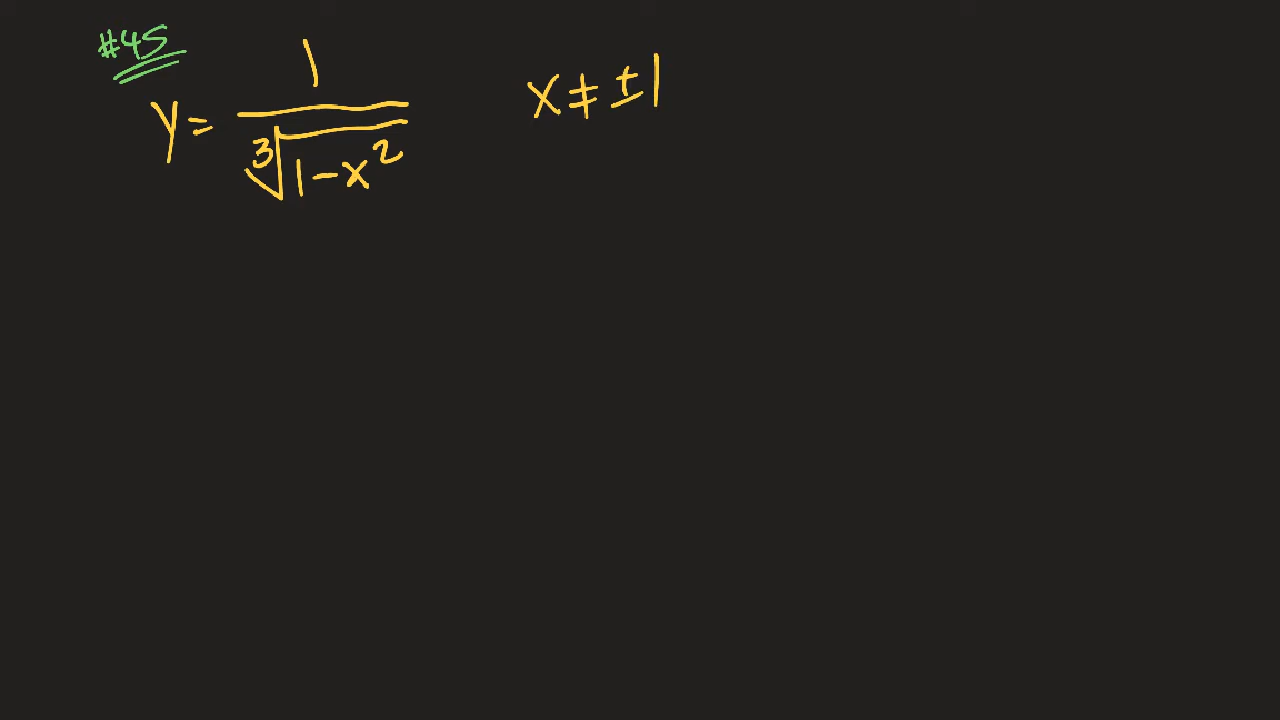 #45
y = 1/∛(1-x²)    x ≠ ±1